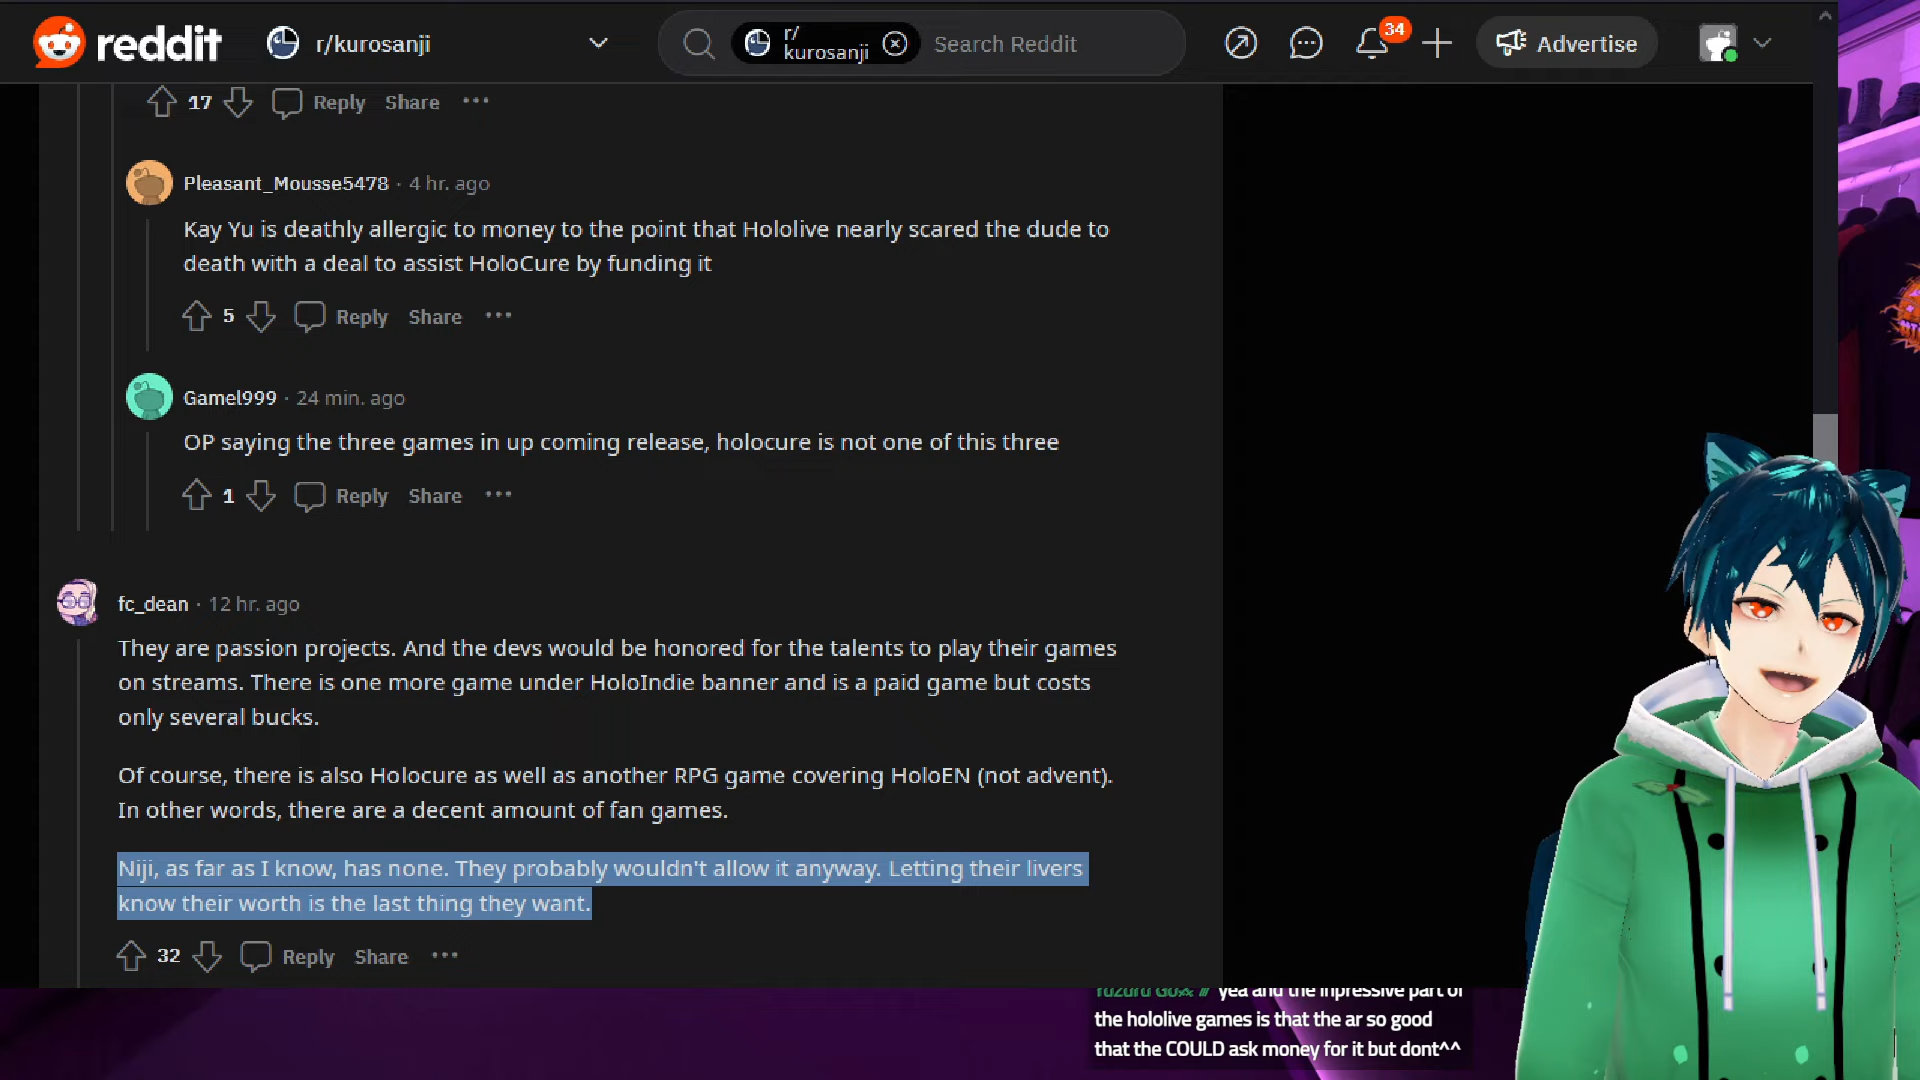 reddit
r/kurosanji
r/
kurosanji
Search Reddit
34
Advertise
17
Reply
Share
Pleasant_Mousse5478 · 4 hr. ago
Kay Yu is deathly allergic to money to the point that Hololive nearly scared the dude to
death with a deal to assist HoloCure by funding it
5
Reply
Share
Gamel999 · 24 min. ago
OP saying the three games in up coming release, holocure is not one of this three
1
Reply
Share
fc_dean · 12 hr. ago
They are passion projects. And the devs would be honored for the talents to play their games
on streams. There is one more game under HoloIndie banner and is a paid game but costs
only several bucks.
Of course, there is also Holocure as well as another RPG game covering HoloEN (not advent).
In other words, there are a decent amount of fan games.
Niji, as far as I know, has none. They probably wouldn't allow it anyway. Letting their livers
know their worth is the last thing they want.
32
Reply
Share
yea and the inpressive part of
the hololive games is that the ar so good
that the COULD ask money for it but dont^^